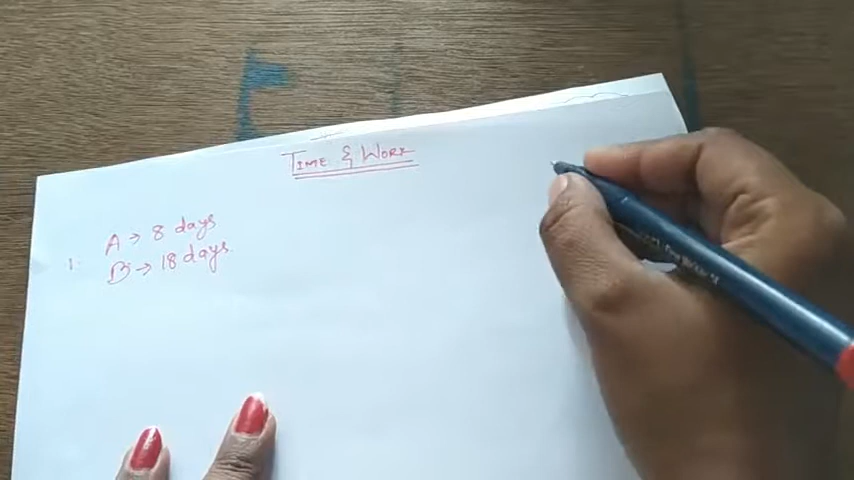 Time & Work
1. A → 8 days
B → 18 days.